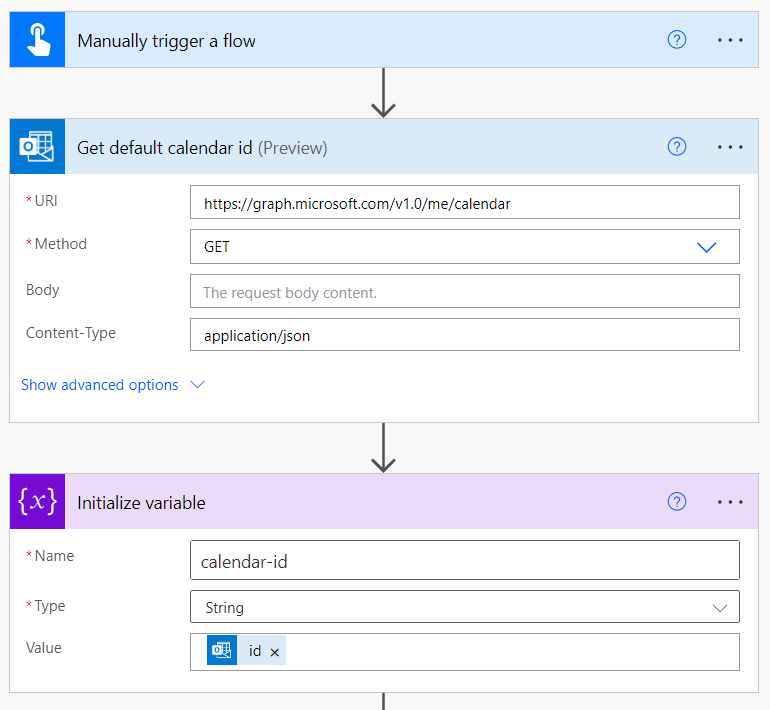 Manually trigger a flow
?
Get default calendar id (Preview)
?
* URI
https://graph.microsoft.com/v1.0/me/calendar
* Method
GET
Body
The request body content.
Content-Type
application/json
Show advanced options
{x}
Initialize variable
?
* Name
calendar-id
* Type
String
Value
id ×